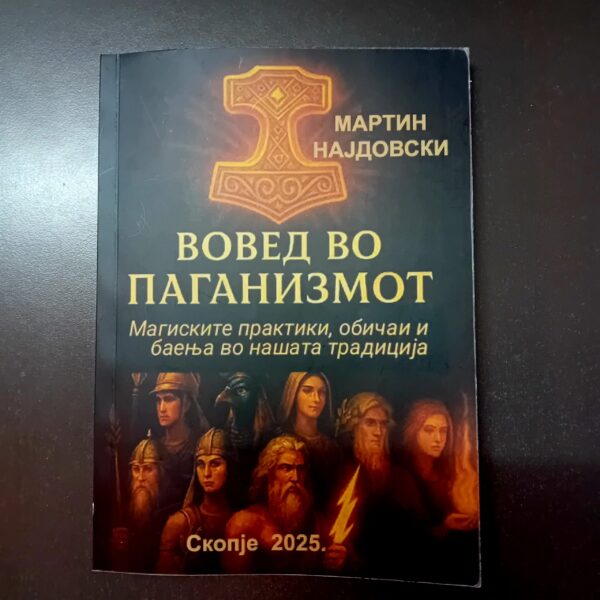 МАРТИН
НАЈДОВСКИ
ВОВЕД ВО
ПАГАНИЗМОТ
Магиските практики, обичаи и
баења во нашата традиција
Скопје 2025.